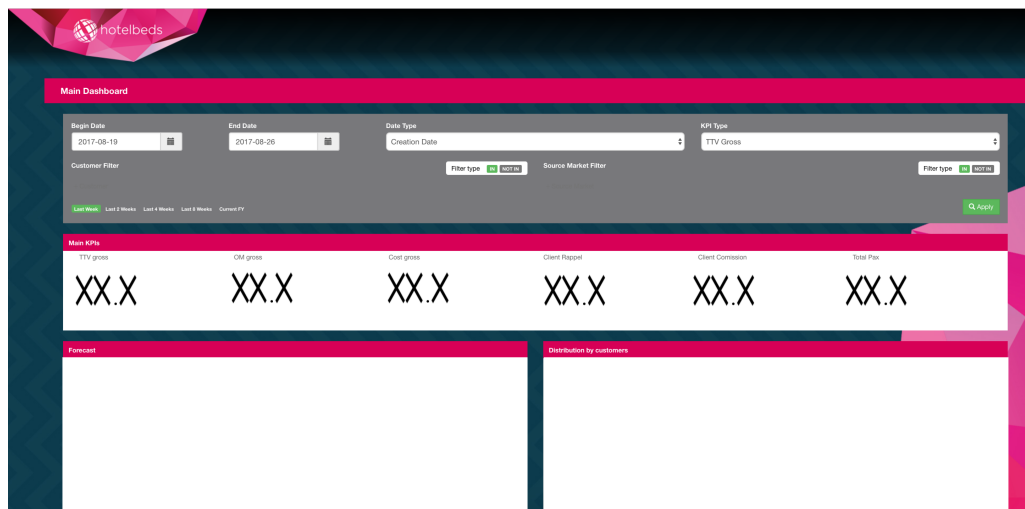 hotelbeds
Main Dashboard
Begin Date End Date Date Type KPI Type
2017-08-19 2017-08-26 Creation Date TTV Gross
Customer Filter Filter type IN NOT IN Source Market Filter Filter type IN NOT IN
Last Week Last 2 Weeks Last 4 Weeks Last 8 Weeks Current FY Apply
Main KPIs
TTV gross OM gross Cost gross Client Rappel Client Comission Total Pax
XX.X XX.X XX.X XX.X XX.X XX.X
Forecast Distribution by customers